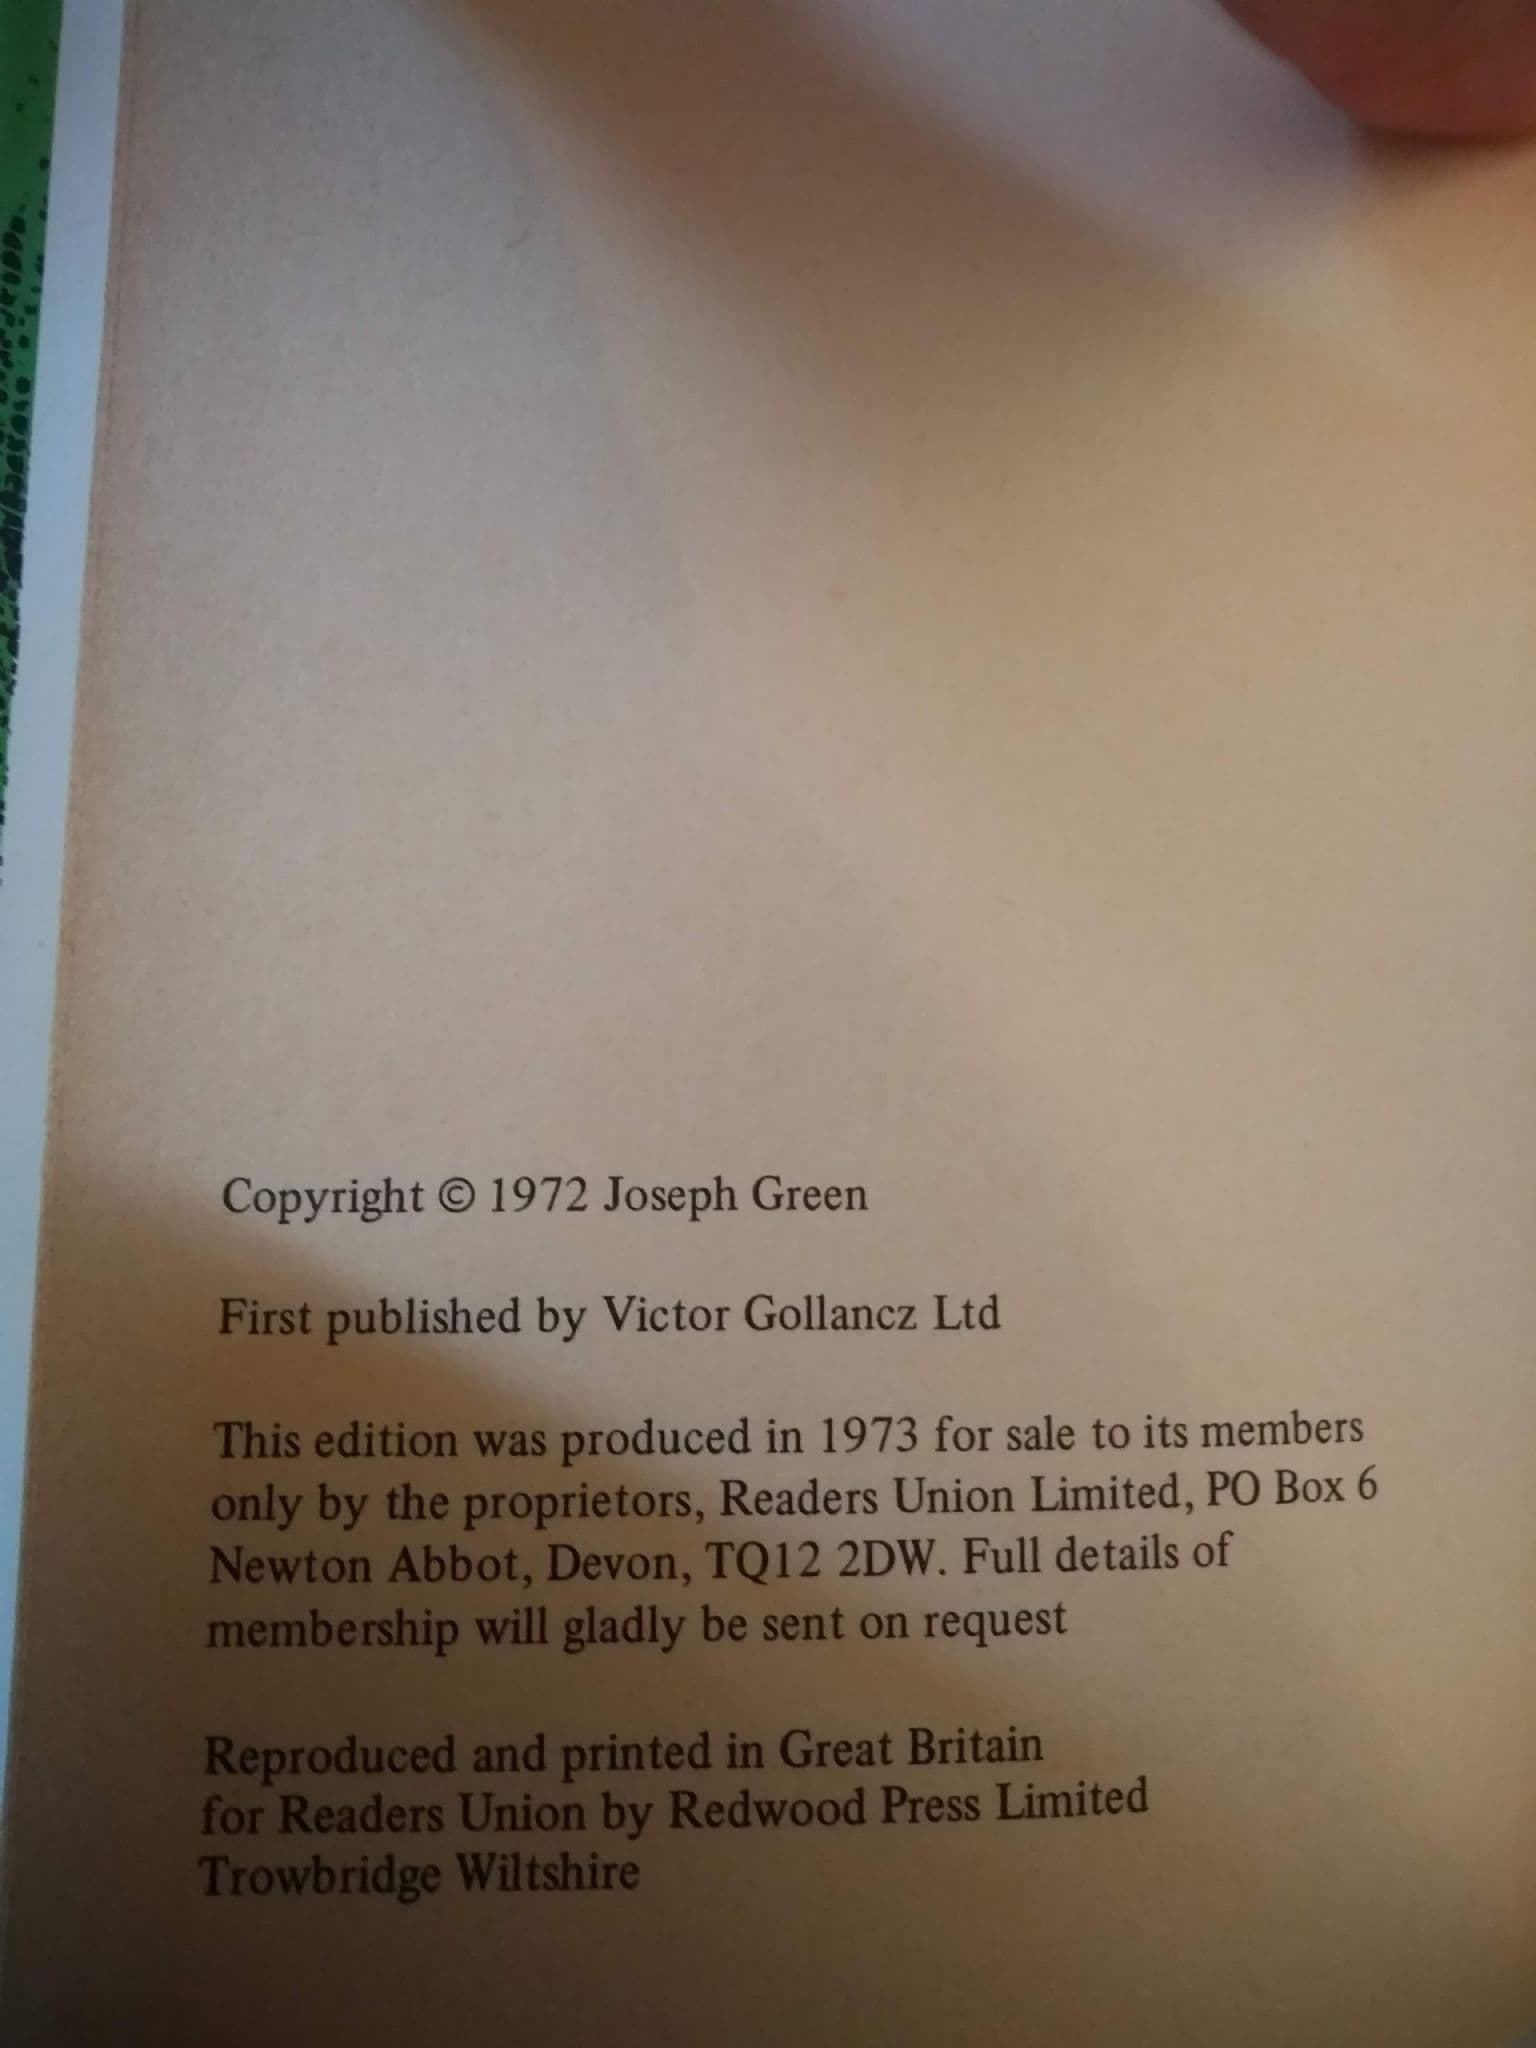 Copyright © 1972 Joseph Green
First published by Victor Gollancz Ltd
This edition was produced in 1973 for sale to its members
only by the proprietors, Readers Union Limited, PO Box 6
Newton Abbot, Devon, TQ12 2DW. Full details of
membership will gladly be sent on request
Reproduced and printed in Great Britain
for Readers Union by Redwood Press Limited
Trowbridge Wiltshire